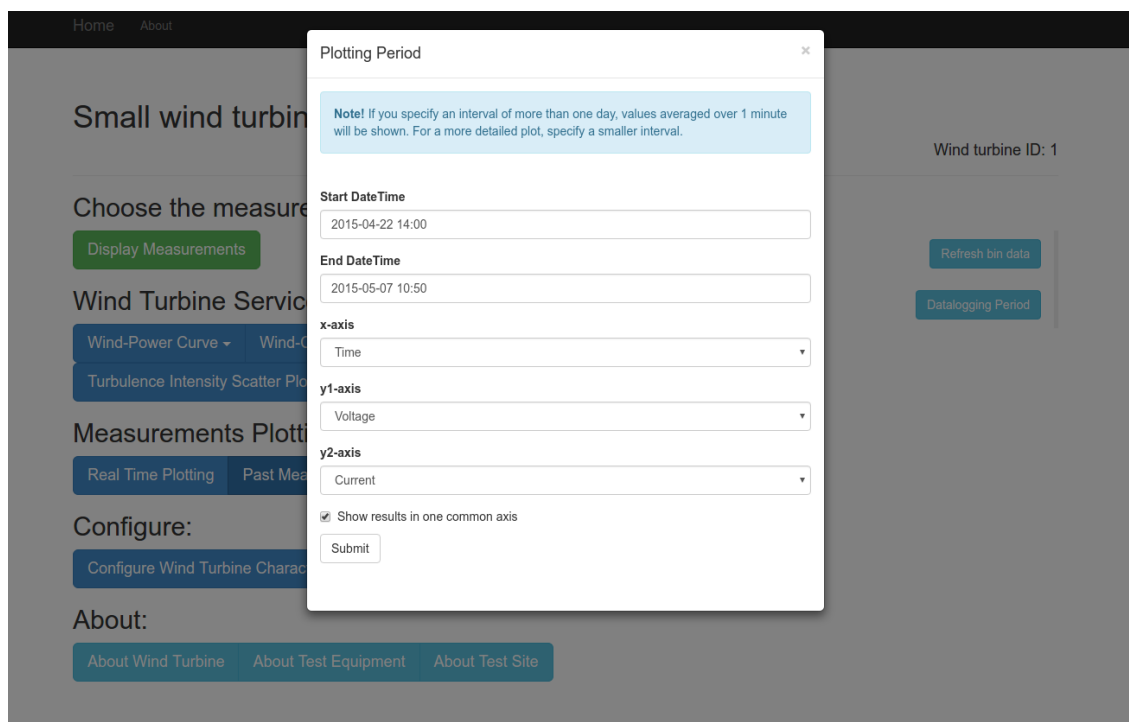 Home About
Plotting Period ×
Note! If you specify an interval of more than one day, values averaged over 1 minute
will be shown. For a more detailed plot, specify a smaller interval.
Start DateTime
2015-04-22 14:00
End DateTime
2015-05-07 10:50
x-axis
Time
y1-axis
Voltage
y2-axis
Current
Show results in one common axis
Submit
Small wind turbin
Wind turbine ID: 1
Choose the measure
Display Measurements
Refresh bin data
Wind Turbine Servic
Datalogging Period
Wind-Power Curve Wind-C
Turbulence Intensity Scatter Plo
Measurements Plotti
Real Time Plotting Past Mea
Configure:
Configure Wind Turbine Charac
About:
About Wind Turbine About Test Equipment About Test Site